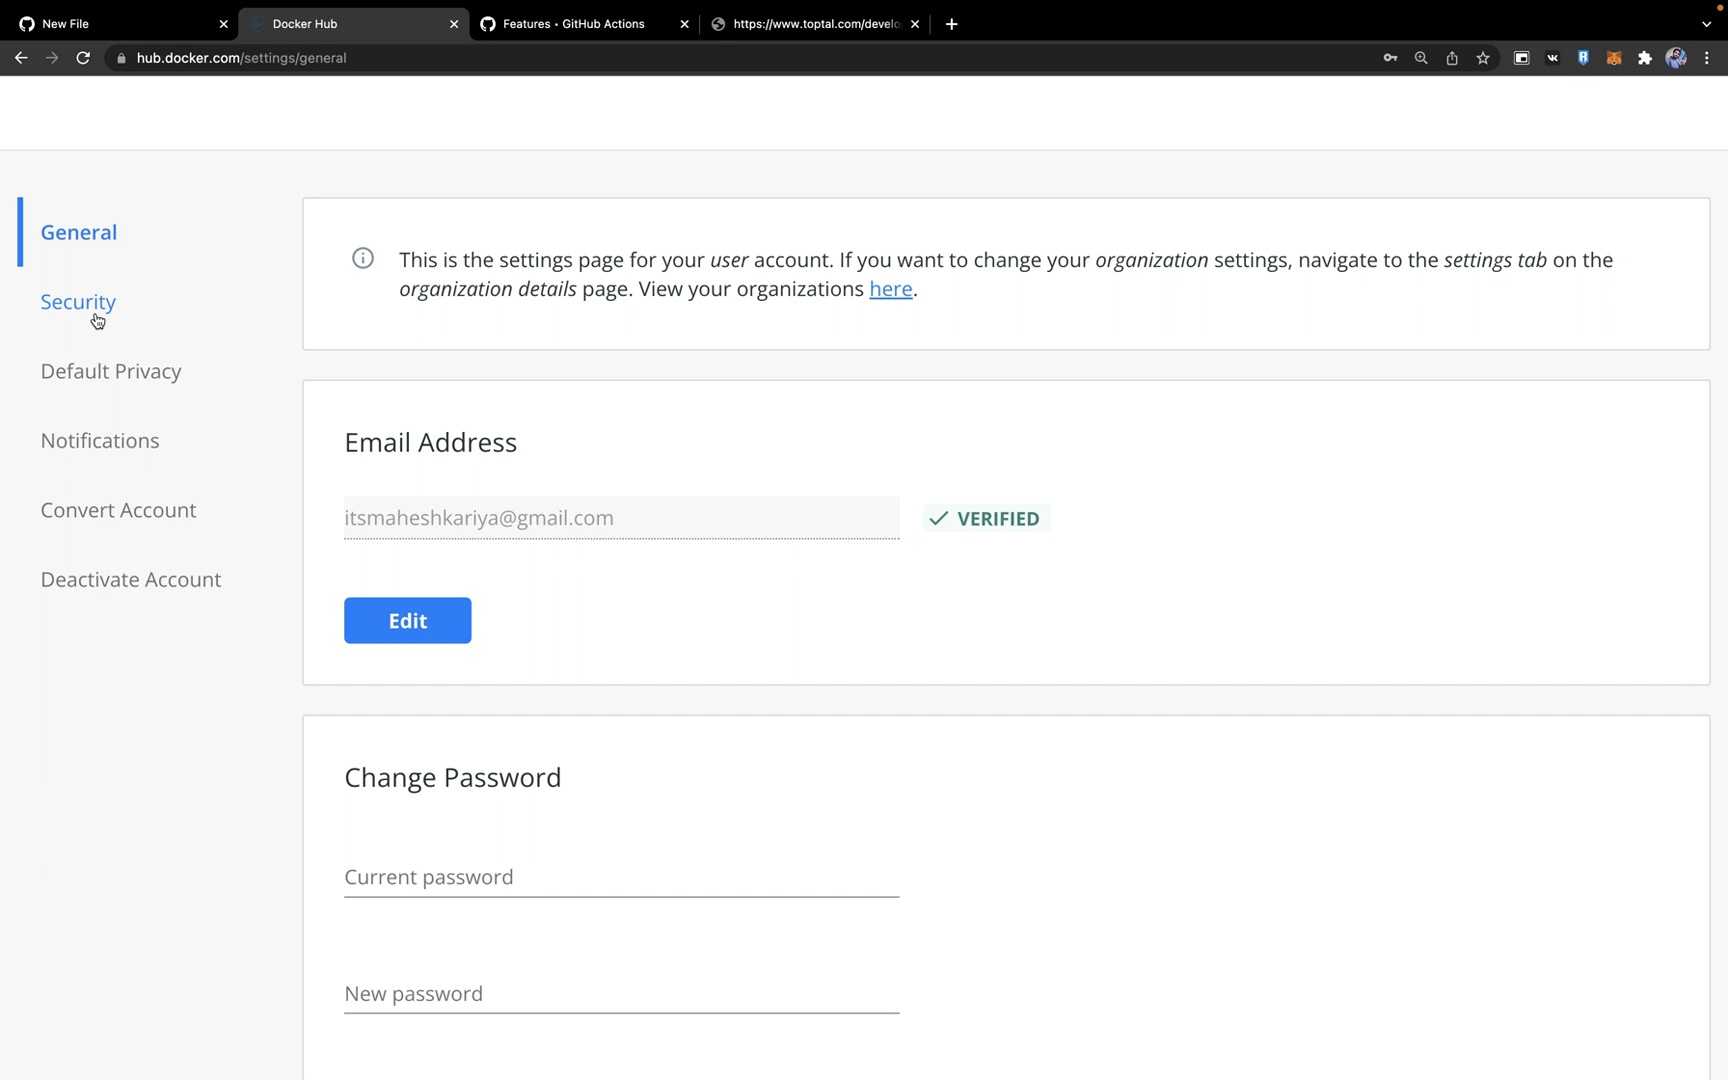 New File
Docker Hub
Features • GitHub Actions
https://www.toptal.com/develo
hub.docker.com/settings/general
General
Security
Default Privacy
Notifications
Convert Account
Deactivate Account
This is the settings page for your user account. If you want to change your organization settings, navigate to the settings tab on the
organization details page. View your organizations here.
Email Address
itsmaheshkariya@gmail.com
VERIFIED
Edit
Change Password
Current password
New password